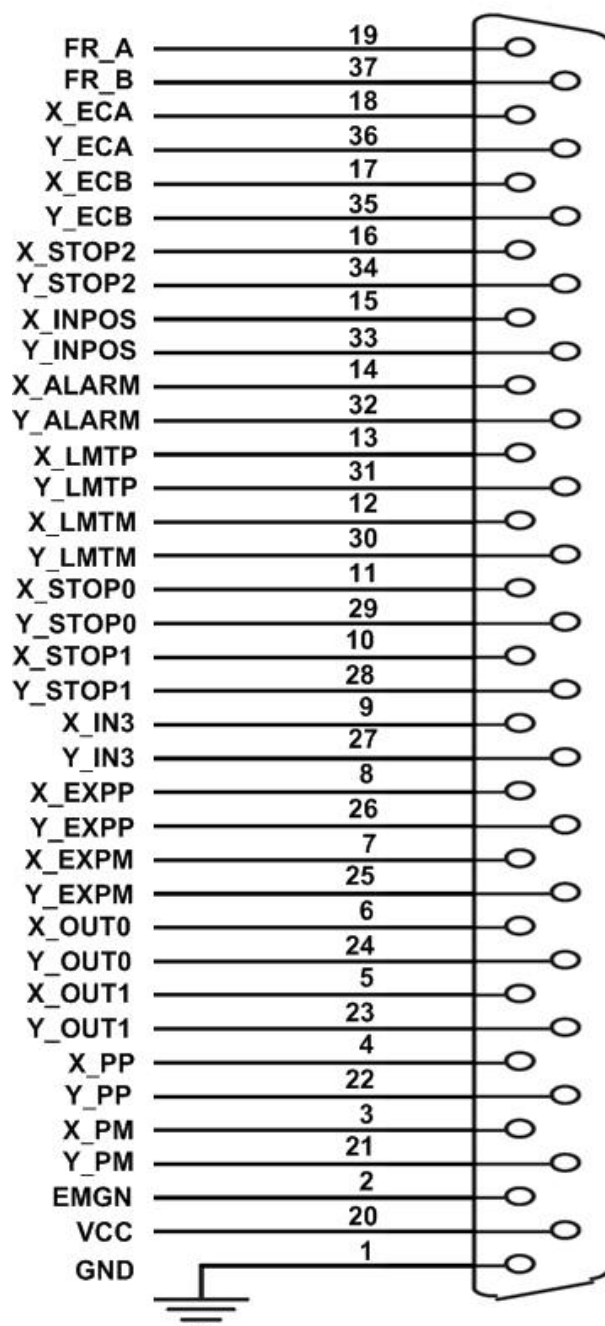 FR_A 19
FR_B 37
X_ECA 18
Y_ECA 36
X_ECB 17
Y_ECB 35
X_STOP2 16
Y_STOP2 34
X_INPOS 15
Y_INPOS 33
X_ALARM 14
Y_ALARM 32
X_LMTP 13
Y_LMTP 31
X_LMTM 12
Y_LMTM 30
X_STOP0 11
Y_STOP0 29
X_STOP1 10
Y_STOP1 28
X_IN3 9
Y_IN3 27
X_EXPP 8
Y_EXPP 26
X_EXPM 7
Y_EXPM 25
X_OUT0 6
Y_OUT0 24
X_OUT1 5
Y_OUT1 23
X_PP 4
Y_PP 22
X_PM 3
Y_PM 21
EMGN 2
VCC 20
GND 1